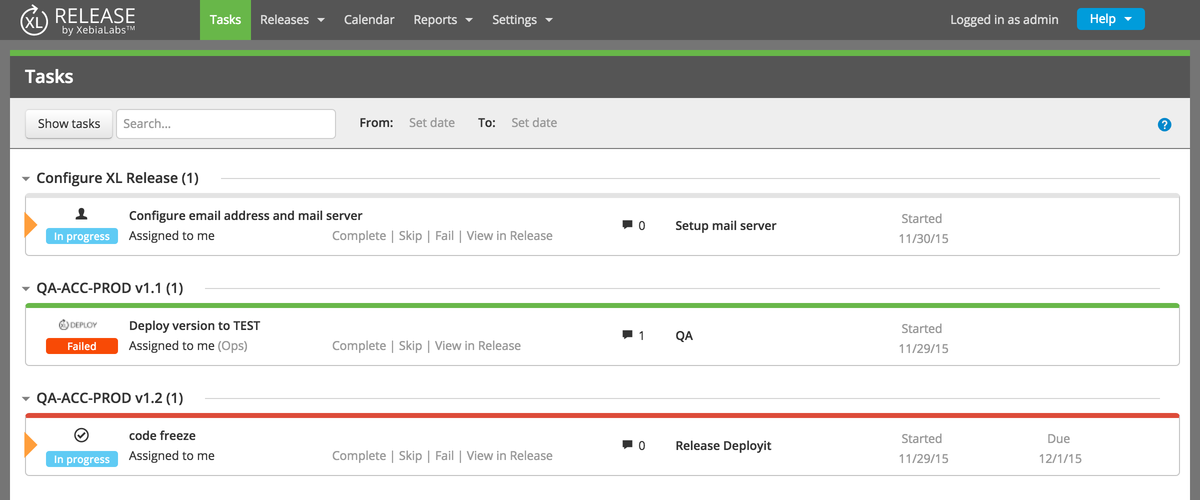 XL RELEASE
by XebiaLabs™
Tasks Releases Calendar Reports Settings Logged in as admin Help
Tasks
Show tasks Search... From: Set date To: Set date ?
Configure XL Release (1)
Configure email address and mail server
In progress Assigned to me Complete | Skip | Fail | View in Release 0 Setup mail server Started
11/30/15
QA-ACC-PROD v1.1 (1)
XL DEPLOY Deploy version to TEST
Failed Assigned to me (Ops) Complete | Skip | View in Release 1 QA Started
11/29/15
QA-ACC-PROD v1.2 (1)
code freeze
In progress Assigned to me Complete | Skip | Fail | View in Release 0 Release Deployit Started Due
11/29/15 12/1/15